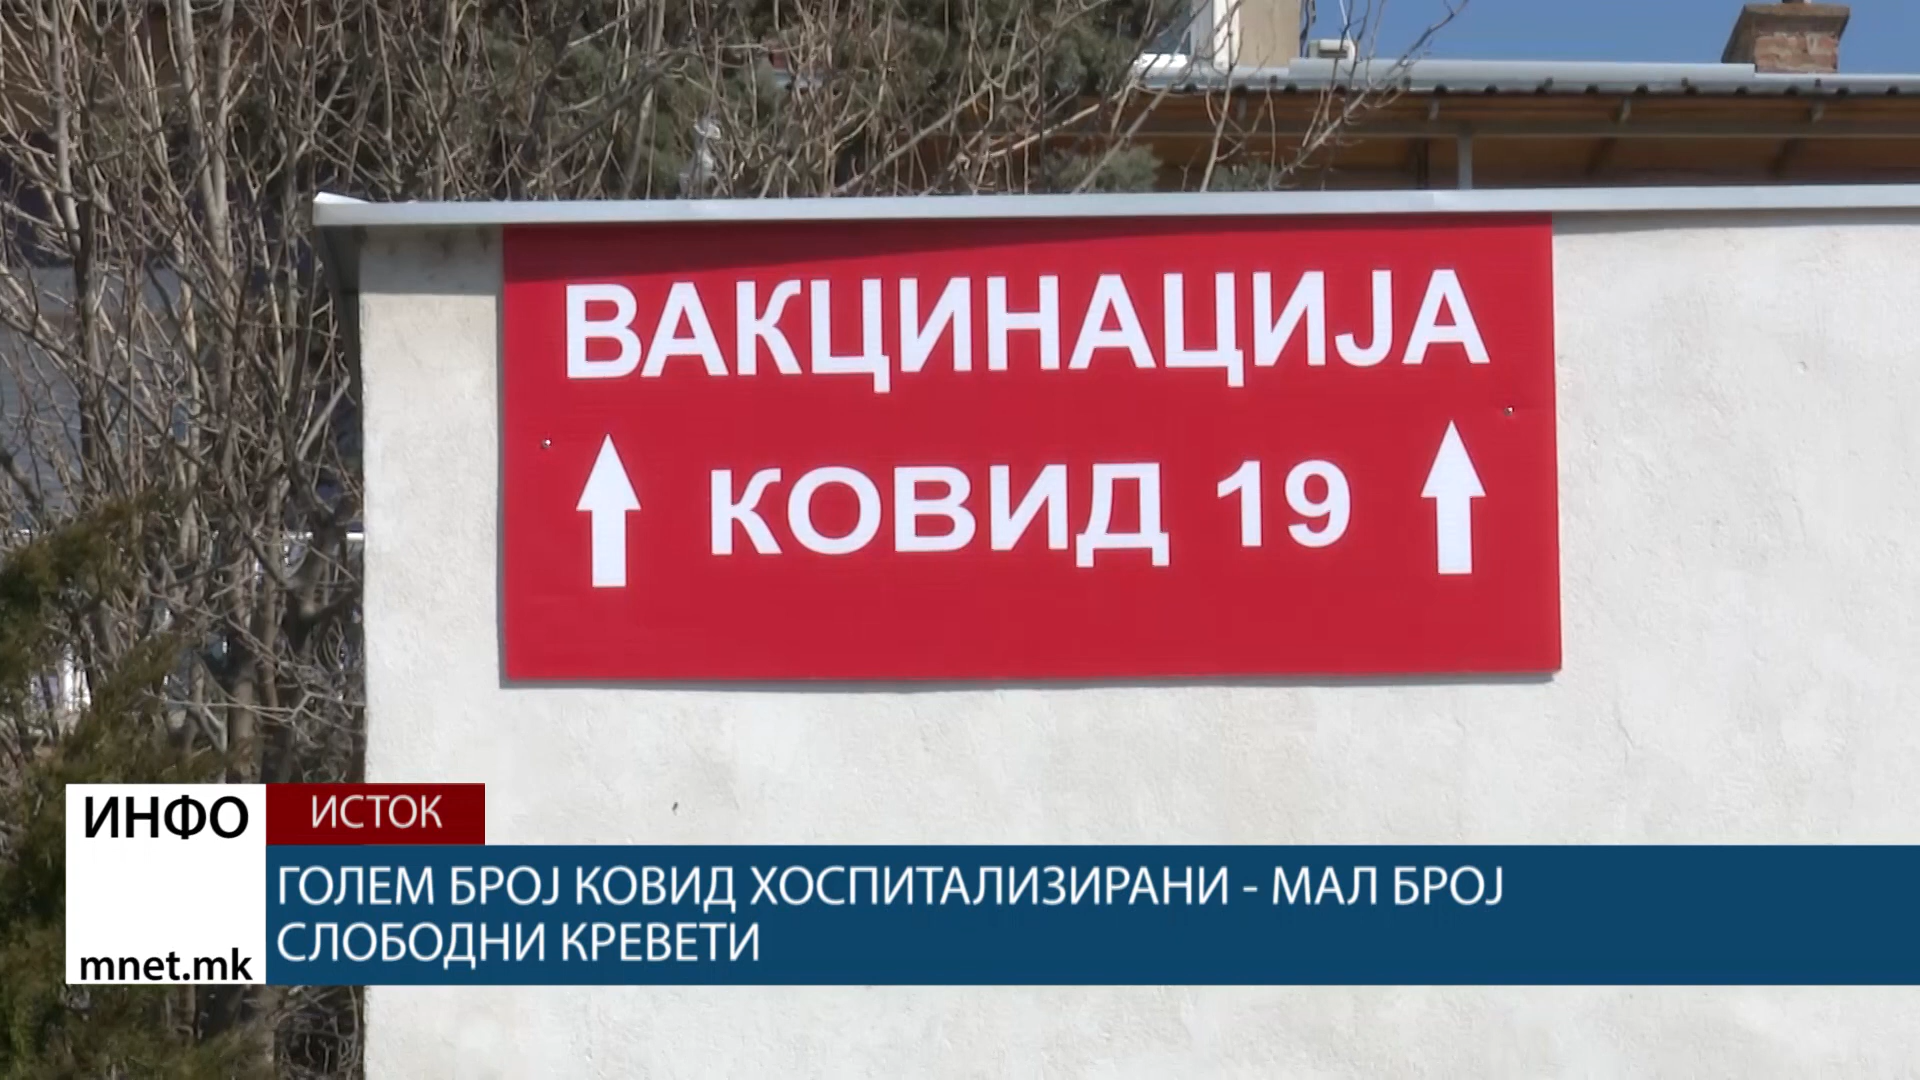 ВАКЦИНАЦИЈА
КОВИД 19
ИНФО
ИСТОК
ГОЛЕМ БРОЈ КОВИД ХОСПИТАЛИЗИРАНИ - МАЛ БРОЈ
СЛОБОДНИ КРЕВЕТИ
mnet.mk